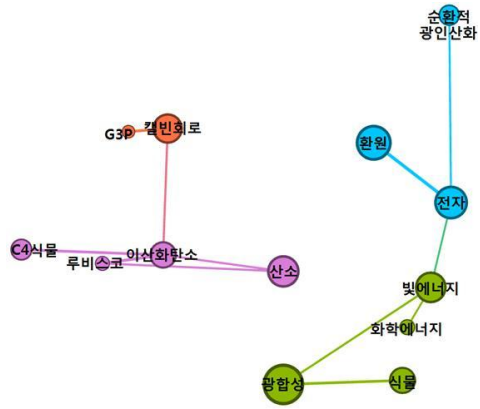 순환적
광인산화
G3P
캘빈회로
환원
전자
C4식물
이산화탄소
루비스코
산소
빛에너지
화학에너지
광합성
식물